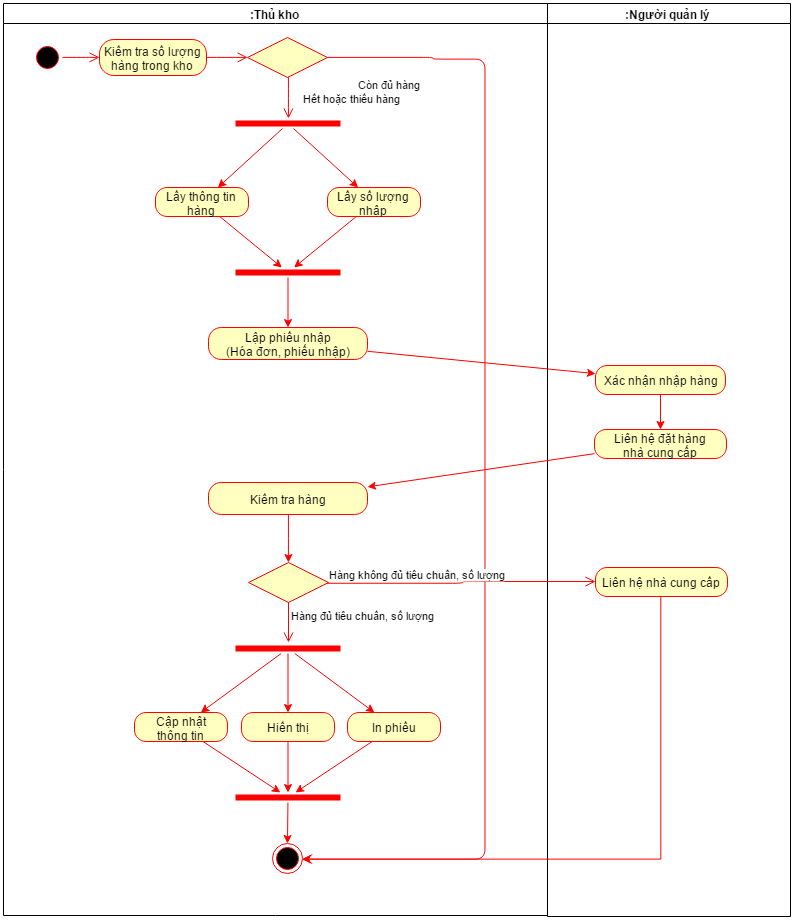 :Thủ kho
:Người quản lý
Kiểm tra số lượng
hàng trong kho
Còn đủ hàng
Hết hoặc thiếu hàng
Lấy thông tin
hàng
Lấy số lượng
nhập
Lập phiếu nhập
(Hóa đơn, phiếu nhập)
Xác nhận nhập hàng
Liên hệ đặt hàng
nhà cung cấp
Kiểm tra hàng
Hàng không đủ tiêu chuẩn, số lượng
Liên hệ nhà cung cấp
Hàng đủ tiêu chuẩn, số lượng
Cập nhật
thông tin
Hiển thị
In phiếu